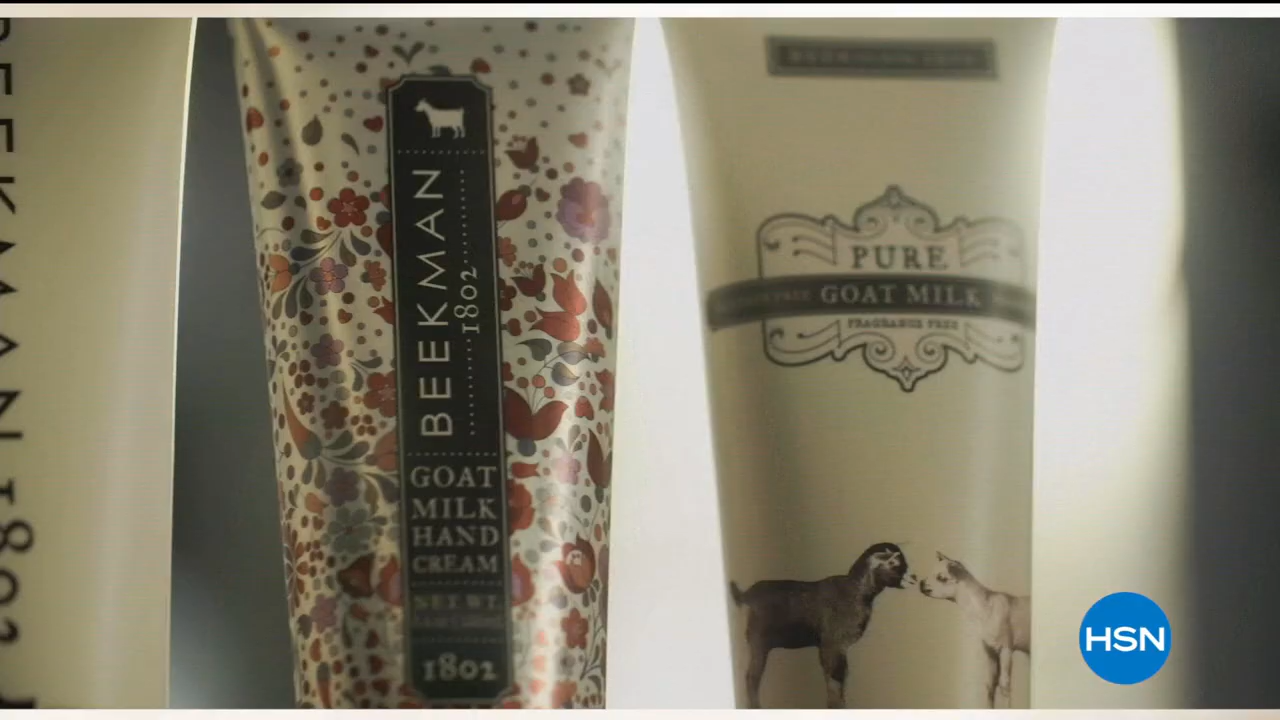 BEEKMAN 1802
BEEKMAN
1802
GOAT
MILK
HAND
CREAM
NET WT.
1802
PURE
GOAT MILK
FRAGRANCE FREE
HSN